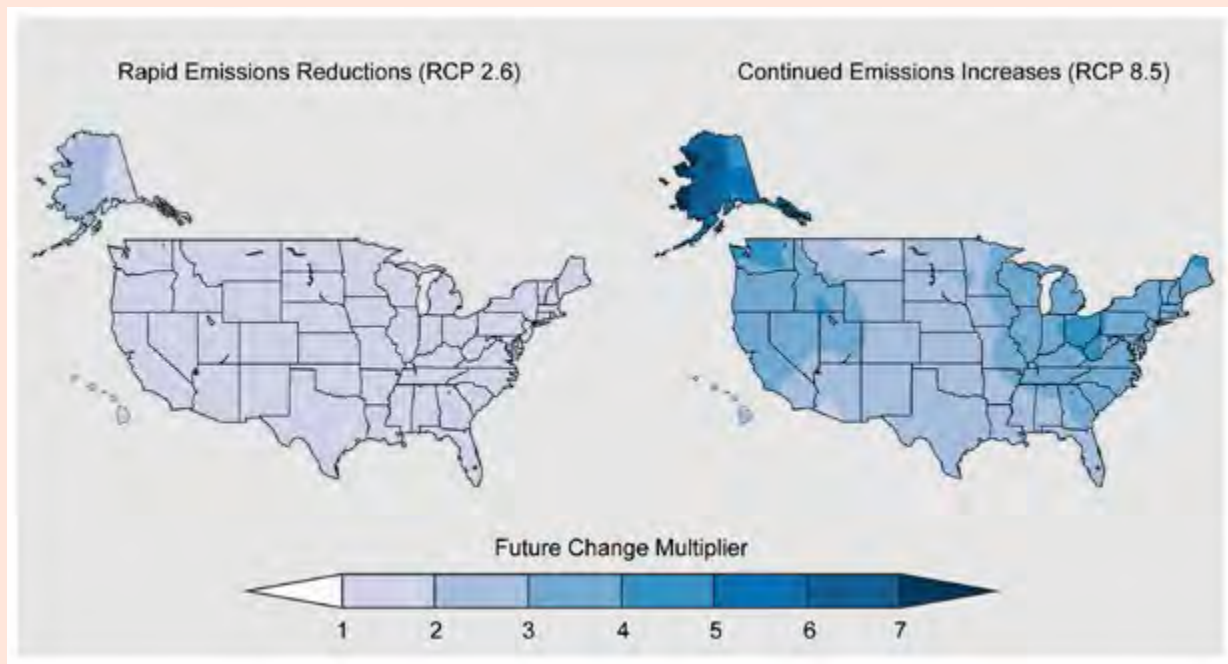 Rapid Emissions Reductions (RCP 2.6)
Continued Emissions Increases (RCP 8.5)
Future Change Multiplier
1 2 3 4 5 6 7